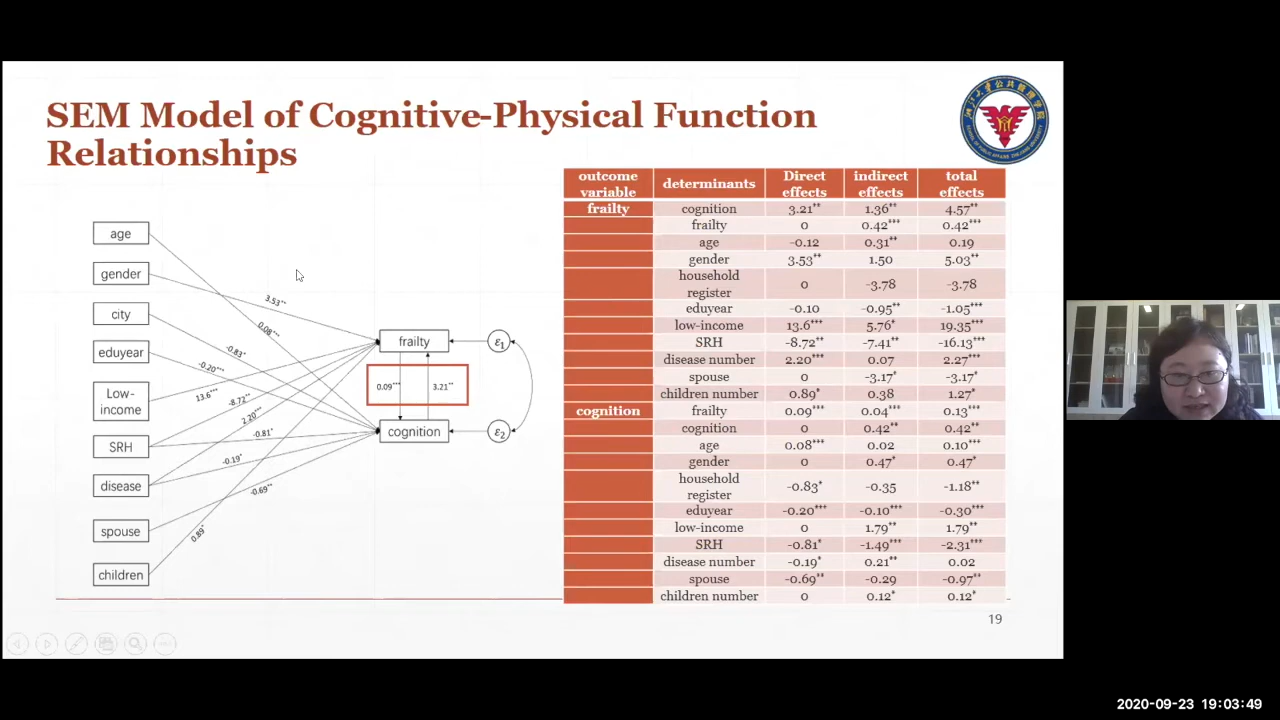 SEM Model of Cognitive-Physical Function
Relationships
age
gender
city
eduyear
Low-
income
SRH
disease
spouse
children
3.53**
0.08***
-0.83*
-0.20***
13.6***
-8.72**
2.20***
-0.81*
-0.19*
-0.69**
0.89*
frailty
cognition
0.09***
3.21**
ε1
ε2
outcome variable determinants Direct effects indirect effects total effects
frailty cognition 3.21** 1.36** 4.57**
frailty 0 0.42*** 0.42***
age -0.12 0.31** 0.19
gender 3.53** 1.50 5.03**
household register 0 -3.78 -3.78
eduyear -0.10 -0.95** -1.05***
low-income 13.6*** 5.76* 19.35***
SRH -8.72** -7.41** -16.13***
disease number 2.20*** 0.07 2.27***
spouse 0 -3.17* -3.17*
children number 0.89* 0.38 1.27*
cognition frailty 0.09*** 0.04*** 0.13***
cognition 0 0.42** 0.42**
age 0.08*** 0.02 0.10***
gender 0 0.47* 0.47*
household register -0.83* -0.35 -1.18**
eduyear -0.20*** -0.10*** -0.30***
low-income 0 1.79** 1.79**
SRH -0.81* -1.49*** -2.31***
disease number -0.19* 0.21** 0.02
spouse -0.69** -0.29 -0.97**
children number 0 0.12* 0.12*
19
2020-09-23 19:03:49